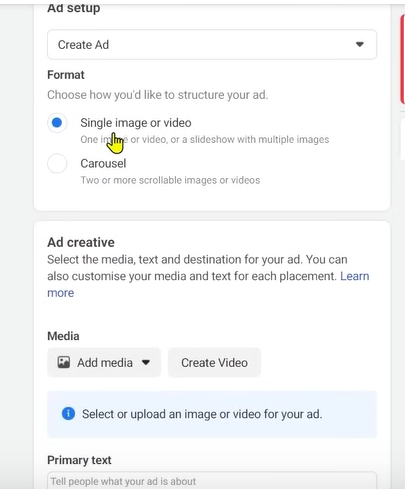 Ad setup
Create Ad
Format
Choose how you'd like to structure your ad.
Single image or video
One image or video, or a slideshow with multiple images
Carousel
Two or more scrollable images or videos
Ad creative
Select the media, text and destination for your ad. You can
also customise your media and text for each placement. Learn
more
Media
Add media
Create Video
Select or upload an image or video for your ad.
Primary text
Tell people what your ad is about